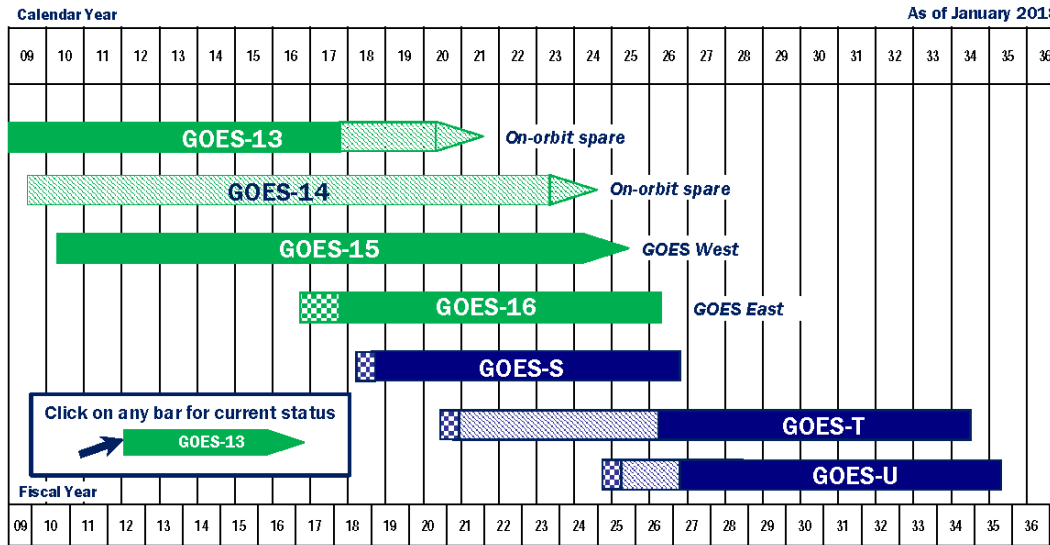 Calendar Year
As of January 2018
09 10 11 12 13 14 15 16 17 18 19 20 21 22 23 24 25 26 27 28 29 30 31 32 33 34 35 36
GOES-13 On-orbit spare
GOES-14 On-orbit spare
GOES-15 GOES West
GOES-16 GOES East
GOES-S
Click on any bar for current status
GOES-13
GOES-T
GOES-U
Fiscal Year
09 10 11 12 13 14 15 16 17 18 19 20 21 22 23 24 25 26 27 28 29 30 31 32 33 34 35 36